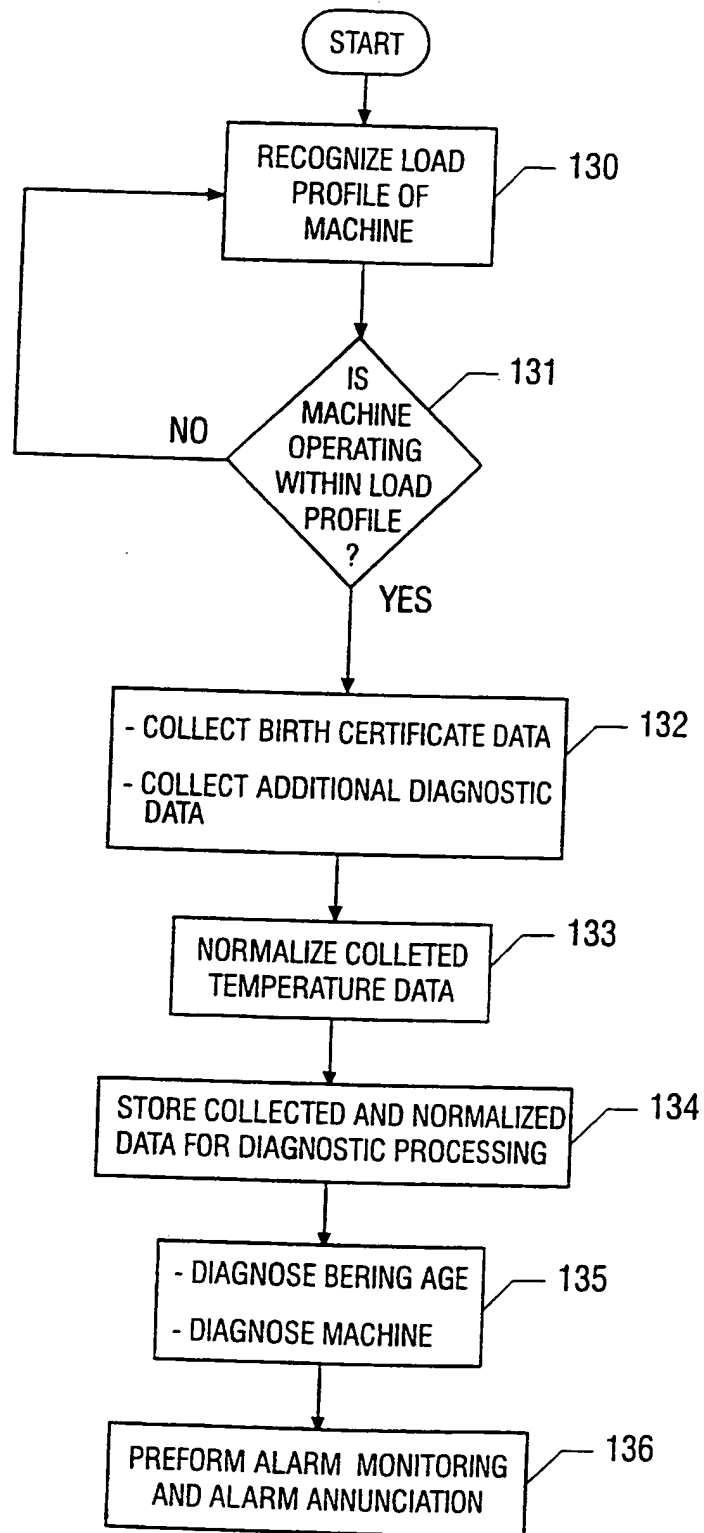 START
RECOGNIZE LOAD
PROFILE OF
MACHINE
130
IS
MACHINE
OPERATING
WITHIN LOAD
PROFILE
?
131
NO
YES
- COLLECT BIRTH CERTIFICATE DATA
- COLLECT ADDITIONAL DIAGNOSTIC
DATA
132
NORMALIZE COLLETED
TEMPERATURE DATA
133
STORE COLLECTED AND NORMALIZED
DATA FOR DIAGNOSTIC PROCESSING
134
- DIAGNOSE BERING AGE
- DIAGNOSE MACHINE
135
PREFORM ALARM MONITORING
AND ALARM ANNUNCIATION
136